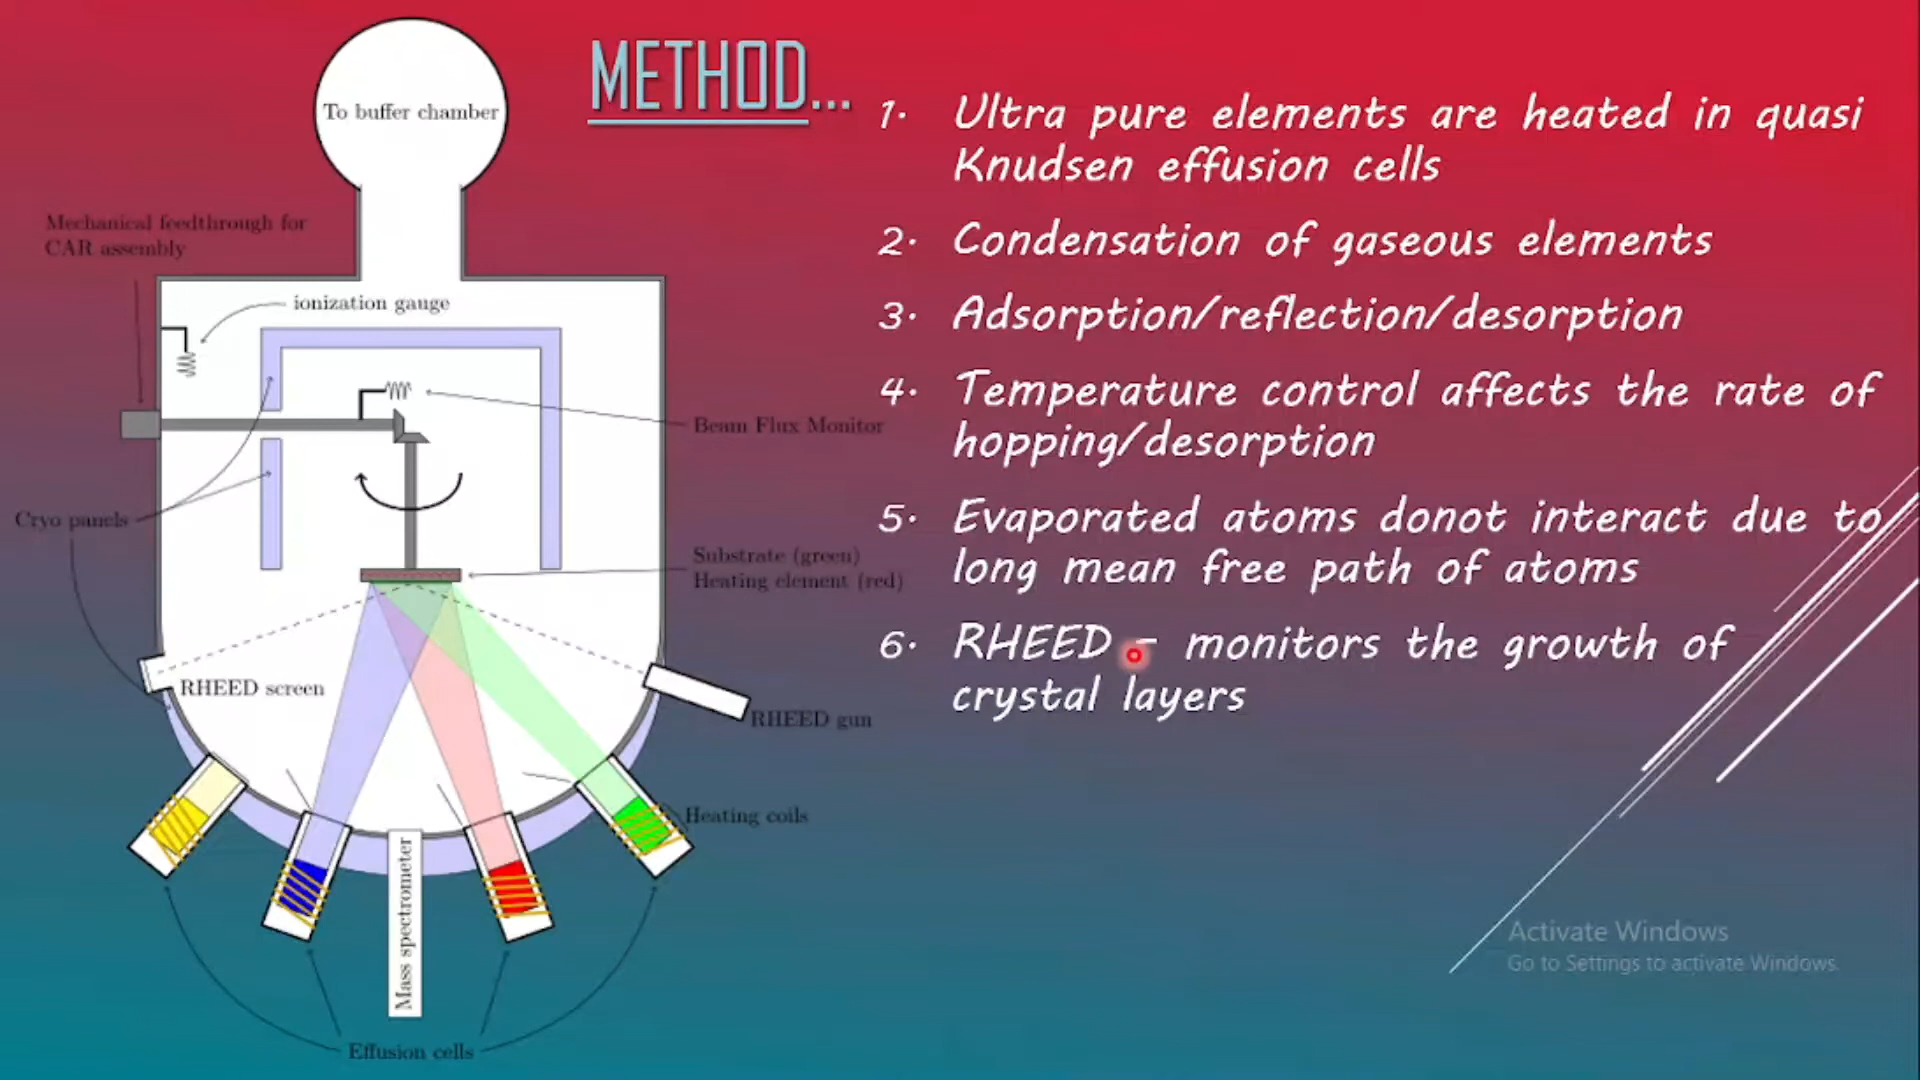 METHOD...
1. Ultra pure elements are heated in quasi
Knudsen effusion cells
2. Condensation of gaseous elements
3. Adsorption/reflection/desorption
4. Temperature control affects the rate of
hopping/desorption
5. Evaporated atoms donot interact due to
long mean free path of atoms
6. RHEED - monitors the growth of
crystal layers
To buffer chamber
Mechanical feedthrough for
CAR assembly
ionization gauge
Beam Flux Monitor
Cryo panels
Substrate (green)
Heating element (red)
RHEED screen
RHEED gun
Heating coils
Mass spectrometer
Effusion cells
Activate Windows
Go to Settings to activate Windows.